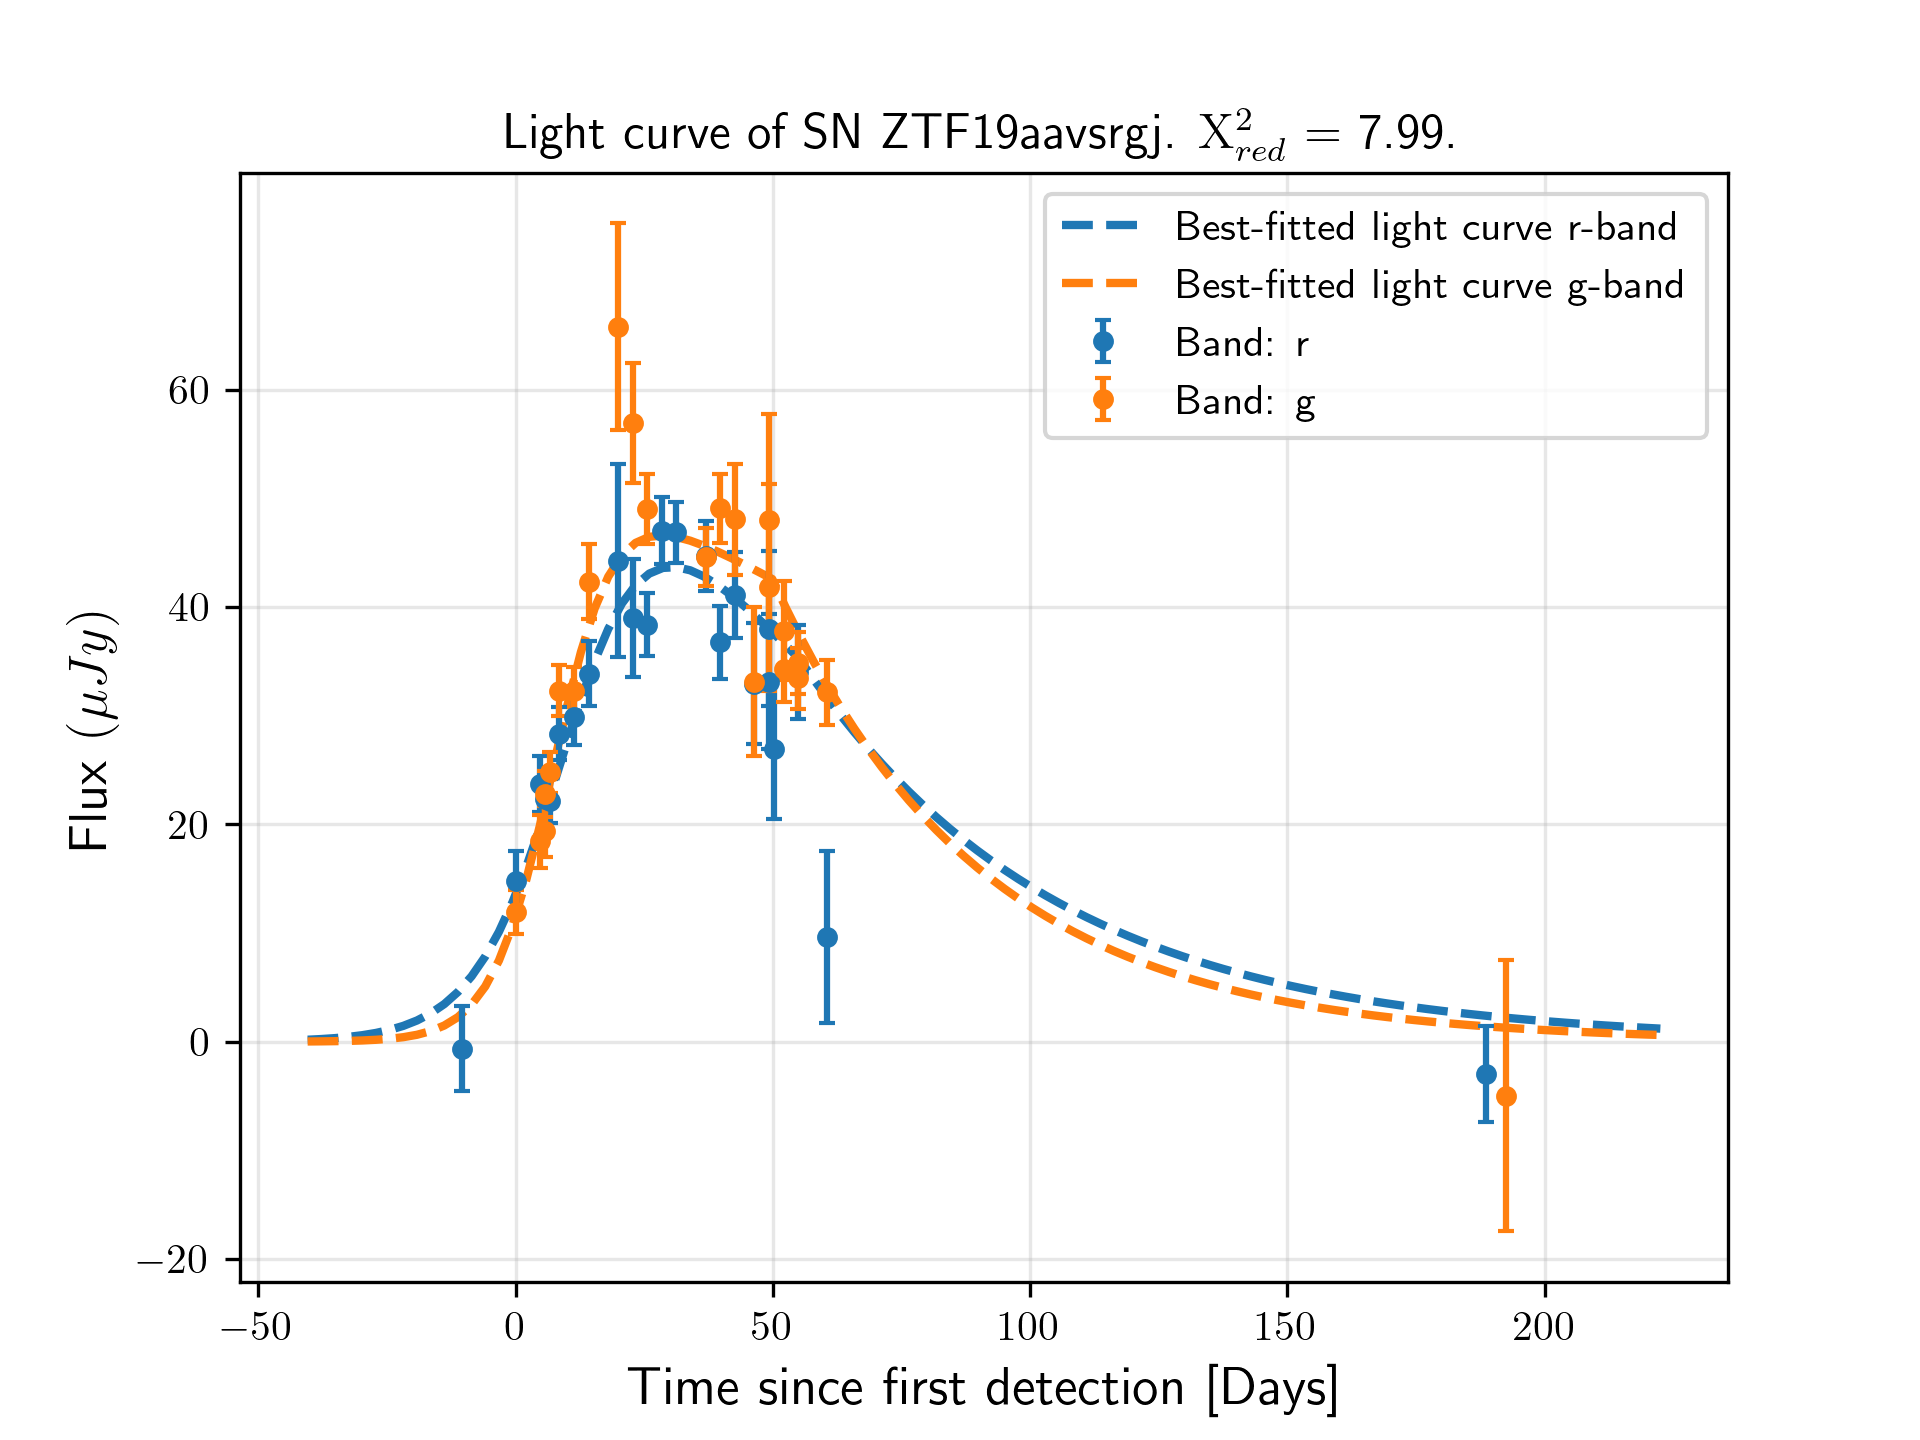 Light curve of SN ZTF19aavsrgj. X²_red = 7.99.
Best-fitted light curve r-band
Best-fitted light curve g-band
Band: r
Band: g
Flux (μJy)
60
40
20
0
−20
−50 0 50 100 150 200
Time since first detection [Days]